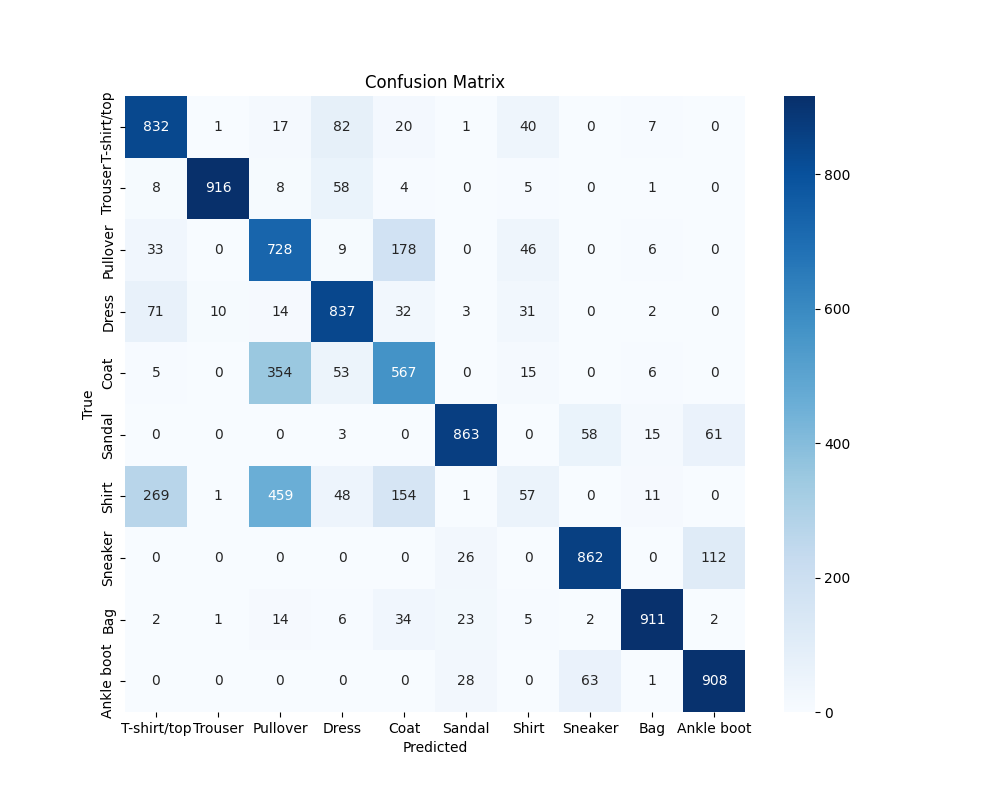 Confusion Matrix
T-shirt/top 832 1 17 82 20 1 40 0 7 0
Trouser 8 916 8 58 4 0 5 0 1 0
Pullover 33 0 728 9 178 0 46 0 6 0
Dress 71 10 14 837 32 3 31 0 2 0
Coat 5 0 354 53 567 0 15 0 6 0
Sandal 0 0 0 3 0 863 0 58 15 61
Shirt 269 1 459 48 154 1 57 0 11 0
Sneaker 0 0 0 0 0 26 0 862 0 112
Bag 2 1 14 6 34 23 5 2 911 2
Ankle boot 0 0 0 0 0 28 0 63 1 908
T-shirt/top Trouser Pullover Dress Coat Sandal Shirt Sneaker Bag Ankle boot
Predicted
True
800
600
400
200
0